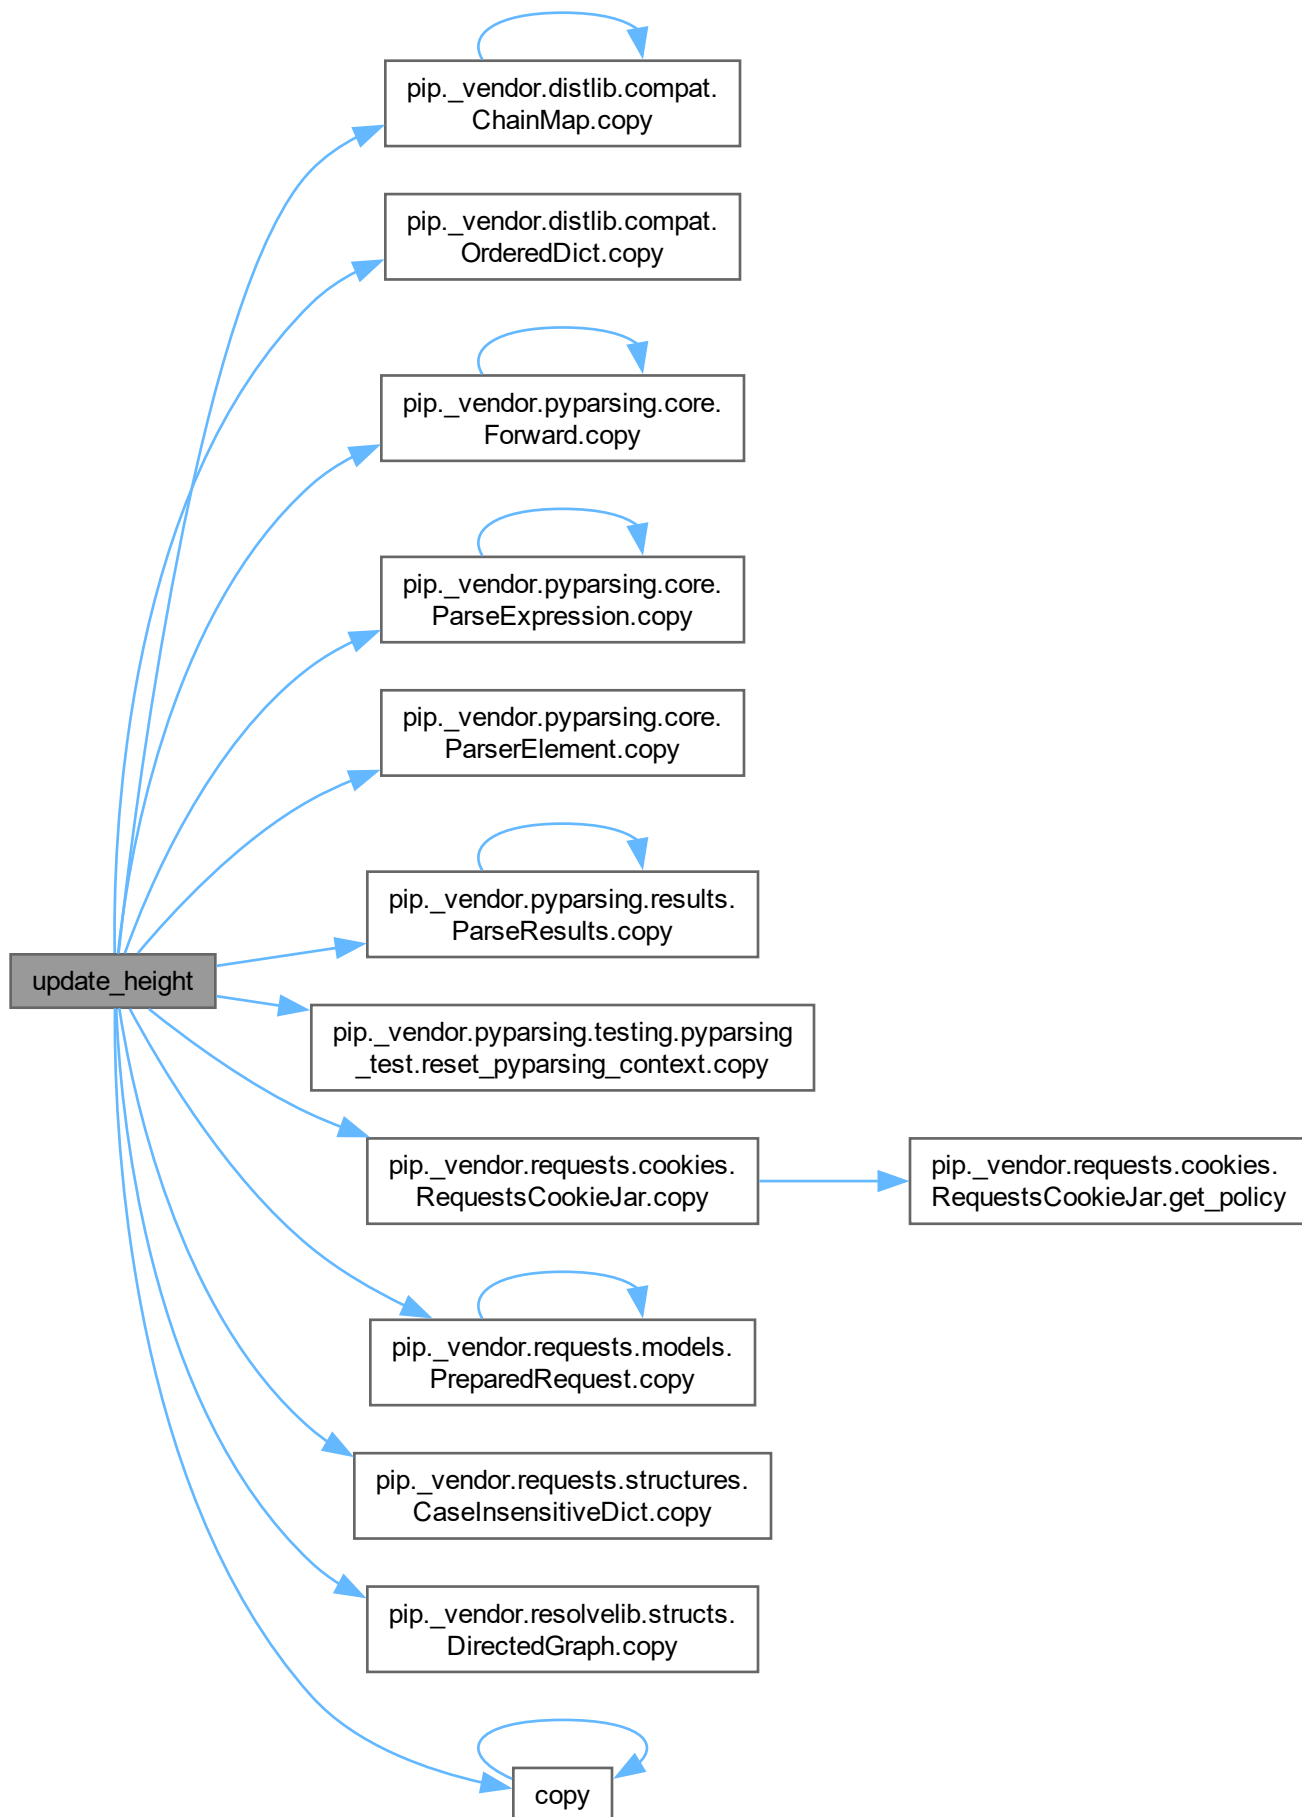 pip._vendor.distlib.compat.
ChainMap.copy
pip._vendor.distlib.compat.
OrderedDict.copy
pip._vendor.pyparsing.core.
Forward.copy
pip._vendor.pyparsing.core.
ParseExpression.copy
pip._vendor.pyparsing.core.
ParserElement.copy
pip._vendor.pyparsing.results.
ParseResults.copy
update_height
pip._vendor.pyparsing.testing.pyparsing
_test.reset_pyparsing_context.copy
pip._vendor.requests.cookies.
RequestsCookieJar.copy
pip._vendor.requests.cookies.
RequestsCookieJar.get_policy
pip._vendor.requests.models.
PreparedRequest.copy
pip._vendor.requests.structures.
CaseInsensitiveDict.copy
pip._vendor.resolvelib.structs.
DirectedGraph.copy
copy